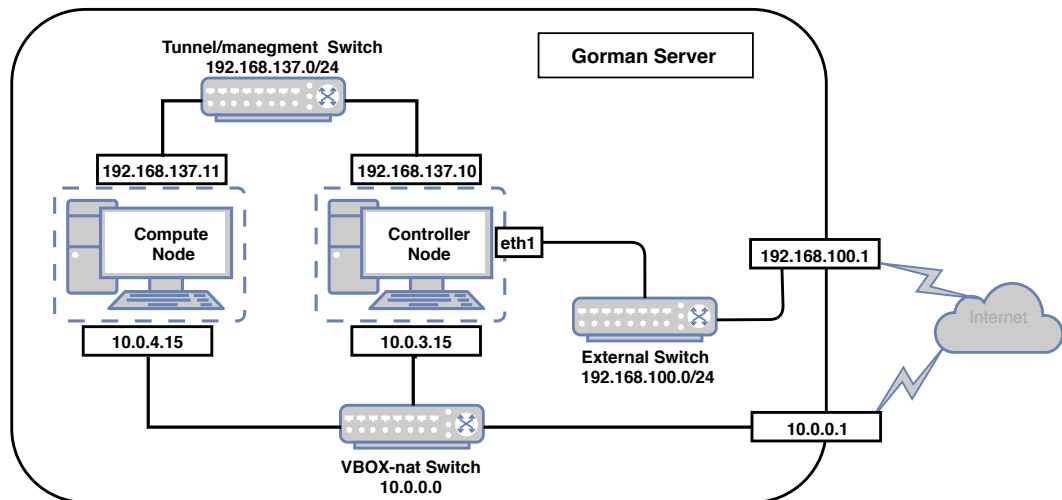 Tunnel/manegment Switch
192.168.137.0/24
Gorman Server
192.168.137.11
192.168.137.10
Compute
Node
Controller
Node
eth1
192.168.100.1
Internet
10.0.4.15
10.0.3.15
External Switch
192.168.100.0/24
10.0.0.1
VBOX-nat Switch
10.0.0.0